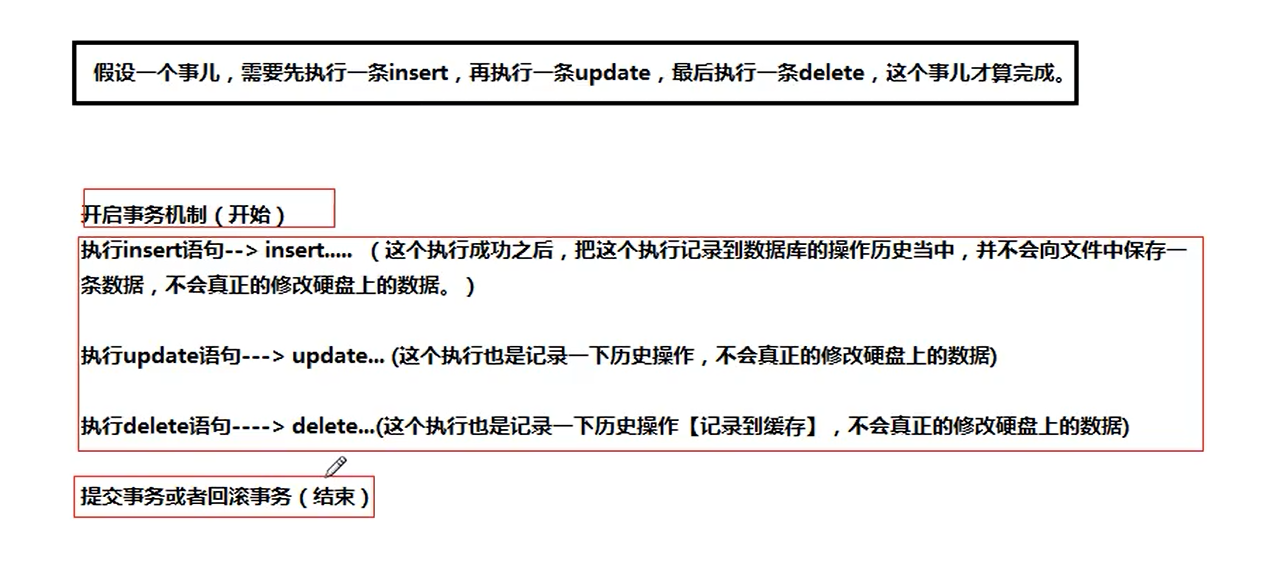 假设一个事儿，需要先执行一条insert，再执行一条update，最后执行一条delete，这个事儿才算完成。
开启事务机制（开始）
执行insert语句--> insert..... （这个执行成功之后，把这个执行记录到数据库的操作历史当中，并不会向文件中保存一
条数据，不会真正的修改硬盘上的数据。）
执行update语句---> update... (这个执行也是记录一下历史操作，不会真正的修改硬盘上的数据)
执行delete语句----> delete...(这个执行也是记录一下历史操作【记录到缓存】，不会真正的修改硬盘上的数据)
提交事务或者回滚事务（结束）